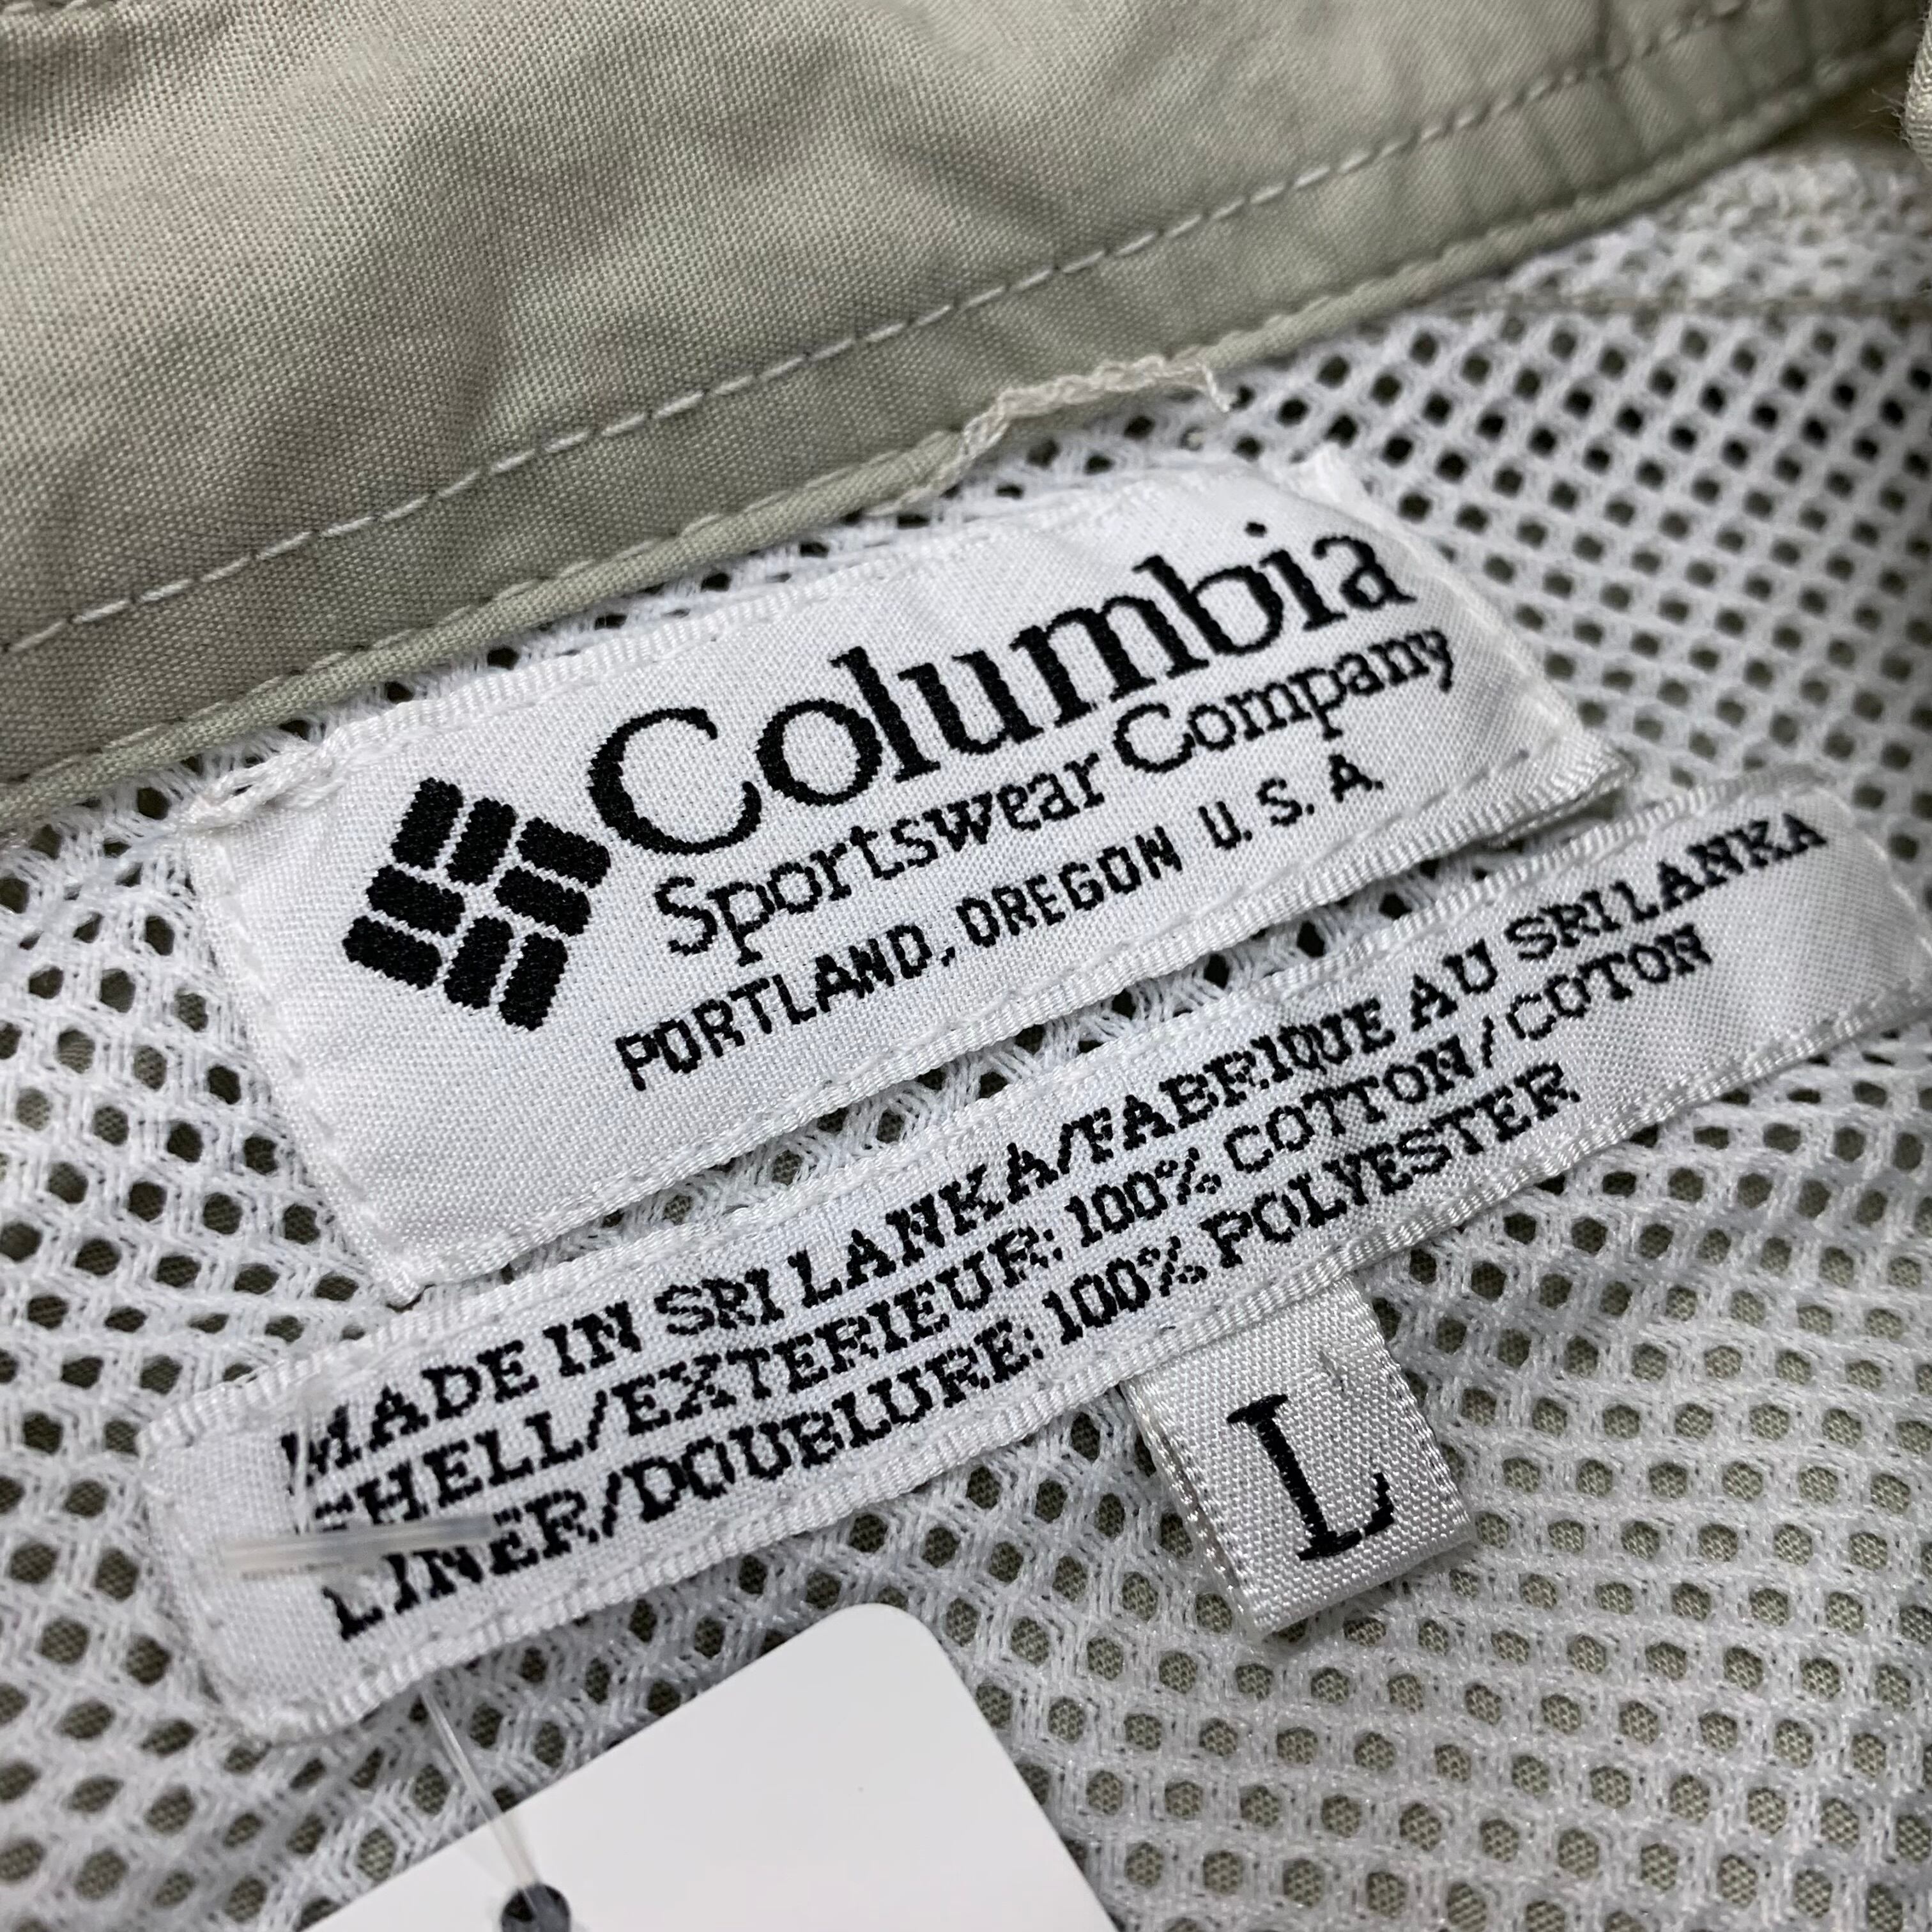 Columbia
Sportswear Company
PORTLAND, OREGON U.S.A.
MADE IN SRI LANKA/FABRIQUE AU SRI LANKA
SHELL/EXTERIEUR: 100% COTTON/COTON
LINER/DOUBLURE: 100% POLYESTER
L